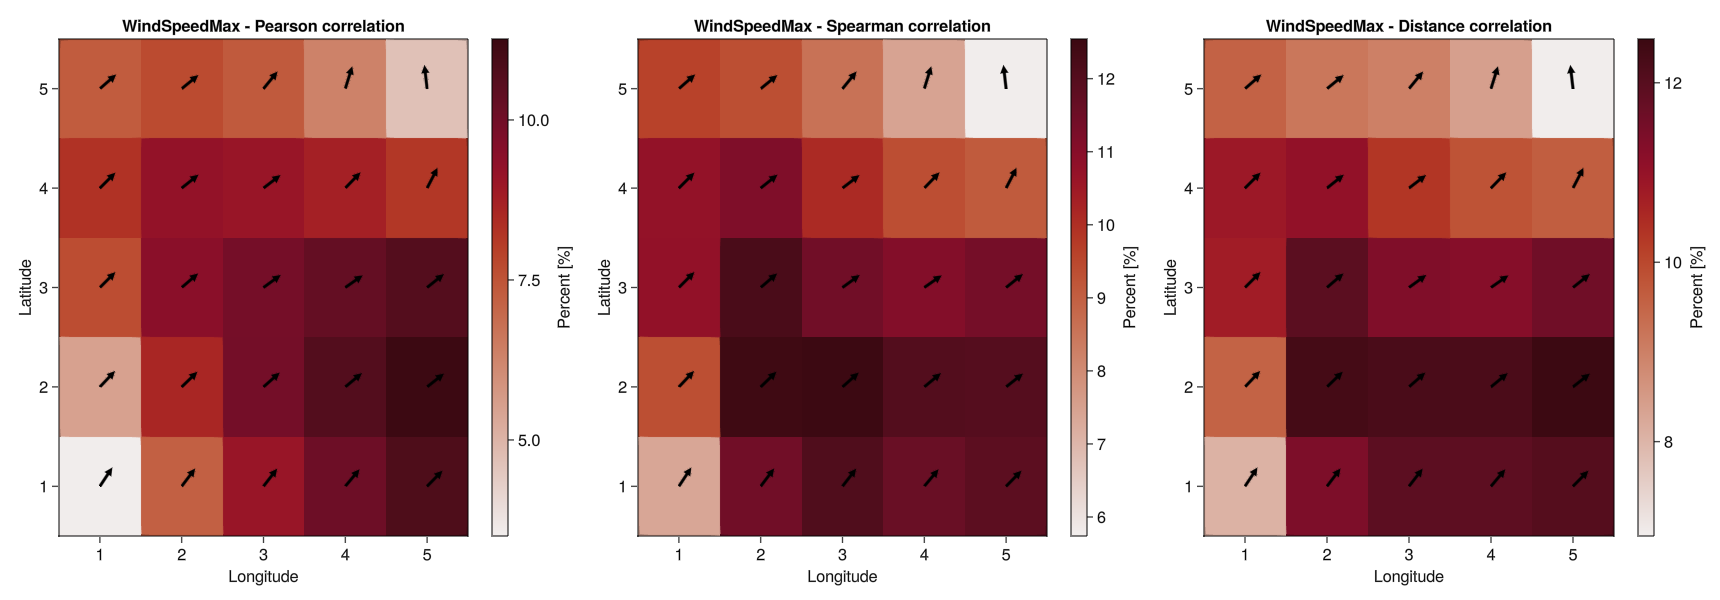 WindSpeedMax - Pearson correlation
Latitude
5
4
3
2
1
1 2 3 4 5
Longitude
10.0
7.5
5.0
Percent [%]
WindSpeedMax - Spearman correlation
Latitude
5
4
3
2
1
1 2 3 4 5
Longitude
12
11
10
9
8
7
6
Percent [%]
WindSpeedMax - Distance correlation
Latitude
5
4
3
2
1
1 2 3 4 5
Longitude
12
10
8
Percent [%]